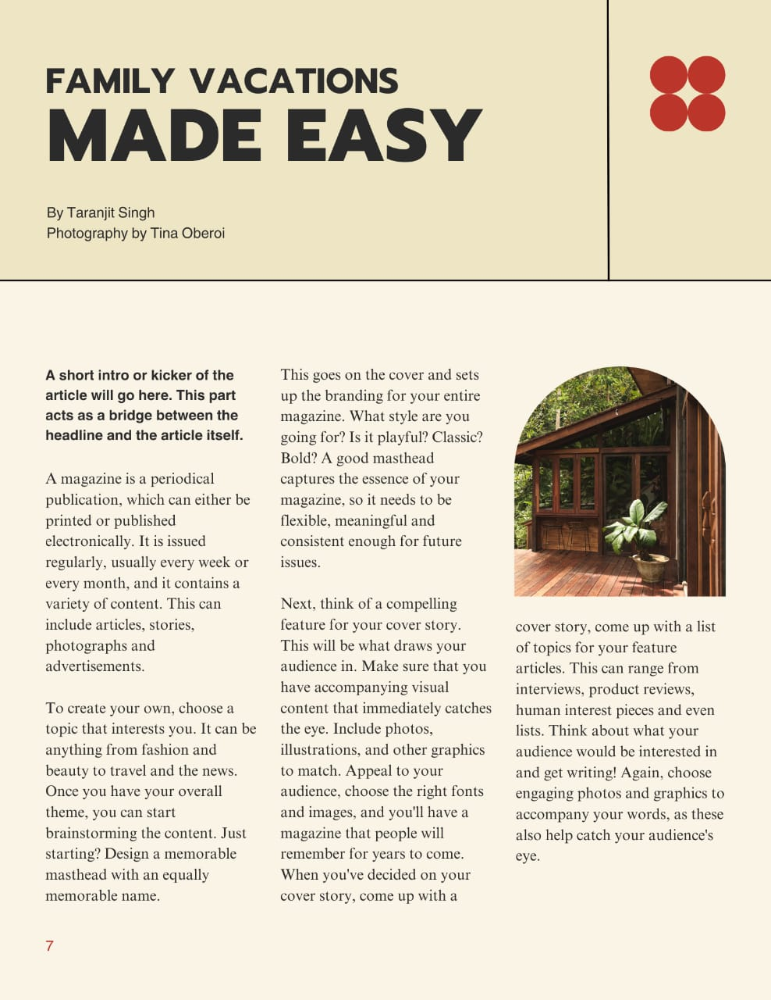 FAMILY VACATIONS
MADE EASY
By Taranjit Singh
Photography by Tina Oberoi
A short intro or kicker of the
article will go here. This part
acts as a bridge between the
headline and the article itself.
A magazine is a periodical
publication, which can either be
printed or published
electronically. It is issued
regularly, usually every week or
every month, and it contains a
variety of content. This can
include articles, stories,
photographs and
advertisements.
To create your own, choose a
topic that interests you. It can be
anything from fashion and
beauty to travel and the news.
Once you have your overall
theme, you can start
brainstorming the content. Just
starting? Design a memorable
masthead with an equally
memorable name.
This goes on the cover and sets
up the branding for your entire
magazine. What style are you
going for? Is it playful? Classic?
Bold? A good masthead
captures the essence of your
magazine, so it needs to be
flexible, meaningful and
consistent enough for future
issues.
Next, think of a compelling
feature for your cover story.
This will be what draws your
audience in. Make sure that you
have accompanying visual
content that immediately catches
the eye. Include photos,
illustrations, and other graphics
to match. Appeal to your
audience, choose the right fonts
and images, and you'll have a
magazine that people will
remember for years to come.
When you've decided on your
cover story, come up with a
cover story, come up with a list
of topics for your feature
articles. This can range from
interviews, product reviews,
human interest pieces and even
lists. Think about what your
audience would be interested in
and get writing! Again, choose
engaging photos and graphics to
accompany your words, as these
also help catch your audience's
eye.
7